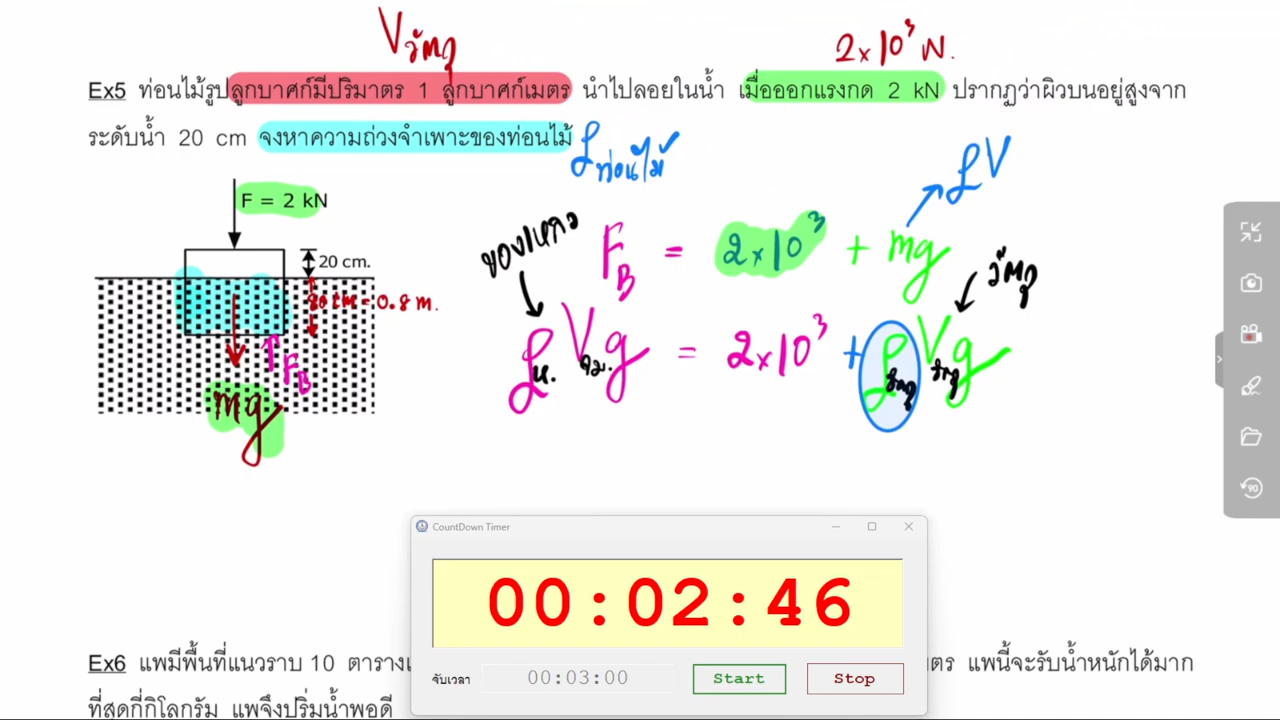 Vวัตถุ
2×10³ N.
Ex5 ท่อนไม้รูปลูกบาศก์มีปริมาตร 1 ลูกบาศก์เมตร นำไปลอยในน้ำ เมื่อออกแรงกด 2 kN ปรากฏว่าผิวบนอยู่สูงจาก
ระดับน้ำ 20 cm จงหาความถ่วงจำเพาะของท่อนไม้
ρท่อนไม้
ρV
F = 2 kN
20 cm.
80 cm = 0.8 m.
F_B
mg
ของเหลว
F_B = 2×10³ + mg
วัตถุ
ρห. Vจม. g = 2×10³ + ρวัตถุ Vวัตถุ g
CountDown Timer
00:02:46
จับเวลา
00:03:00
Start
Stop
Ex6 แพมีพื้นที่แนวราบ 10 แพนี้จะรับน้ำหนักได้มาก
ที่สุดกี่กิโลกรัม แพจึงปริ่มน้ำพอดี
90